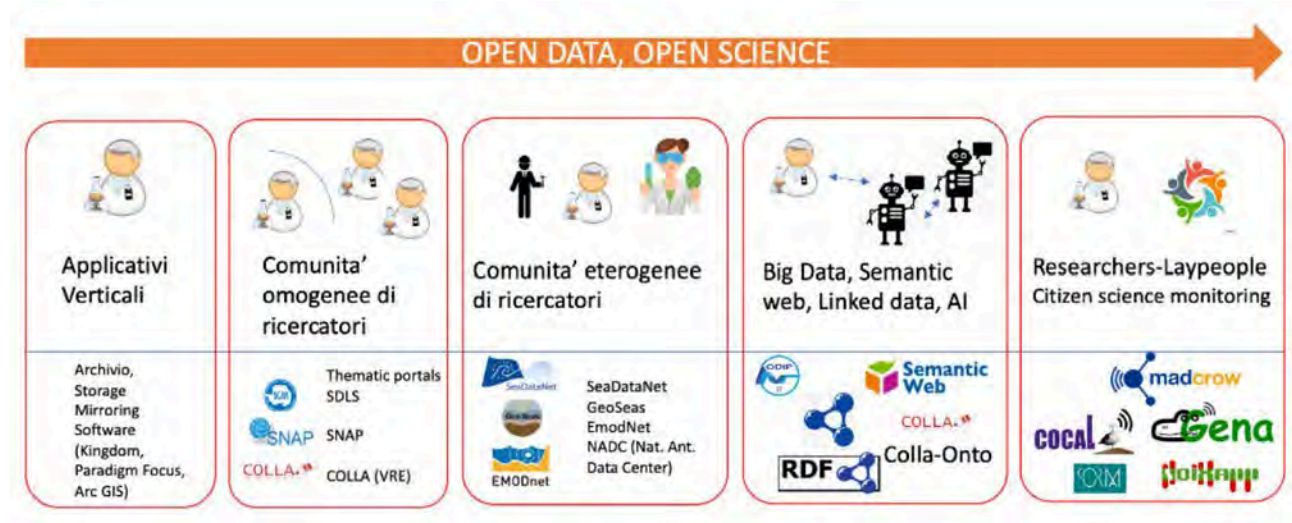 OPEN DATA, OPEN SCIENCE
Applicativi
Verticali
Archivio,
Storage
Mirroring
Software
(Kingdom,
Paradigm Focus,
Arc GIS)
Comunita’
omogenee di
ricercatori
Thematic portals
SDLS
SNAP
SNAP
COLLA
COLLA (VRE)
Comunita’ eterogenee
di ricercatori
SeaDataNet
EMODnet
SeaDataNet
GeoSeas
EmodNet
NADC (Nat. Ant.
Data Center)
Big Data, Semantic
web, Linked data, AI
ODIP
II
Semantic
Web
COLLA
Colla-Onto
RDF
Researchers-Laypeople
Citizen science monitoring
madcrow
COCAL
Gena